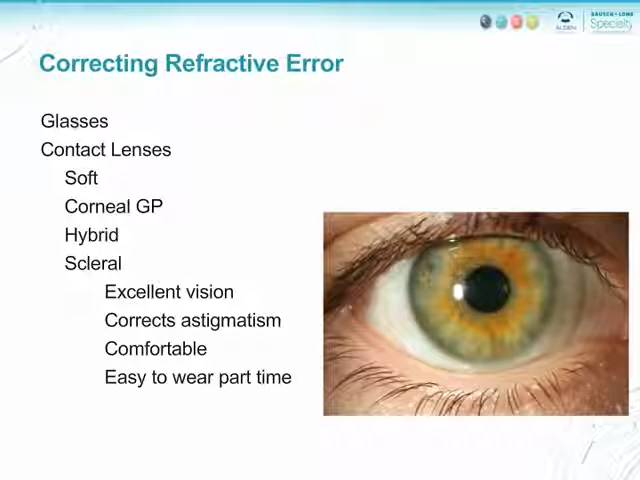 BAUSCH + LOMB
ALDEN
Specialty
Correcting Refractive Error
Glasses
Contact Lenses
Soft
Corneal GP
Hybrid
Scleral
Excellent vision
Corrects astigmatism
Comfortable
Easy to wear part time